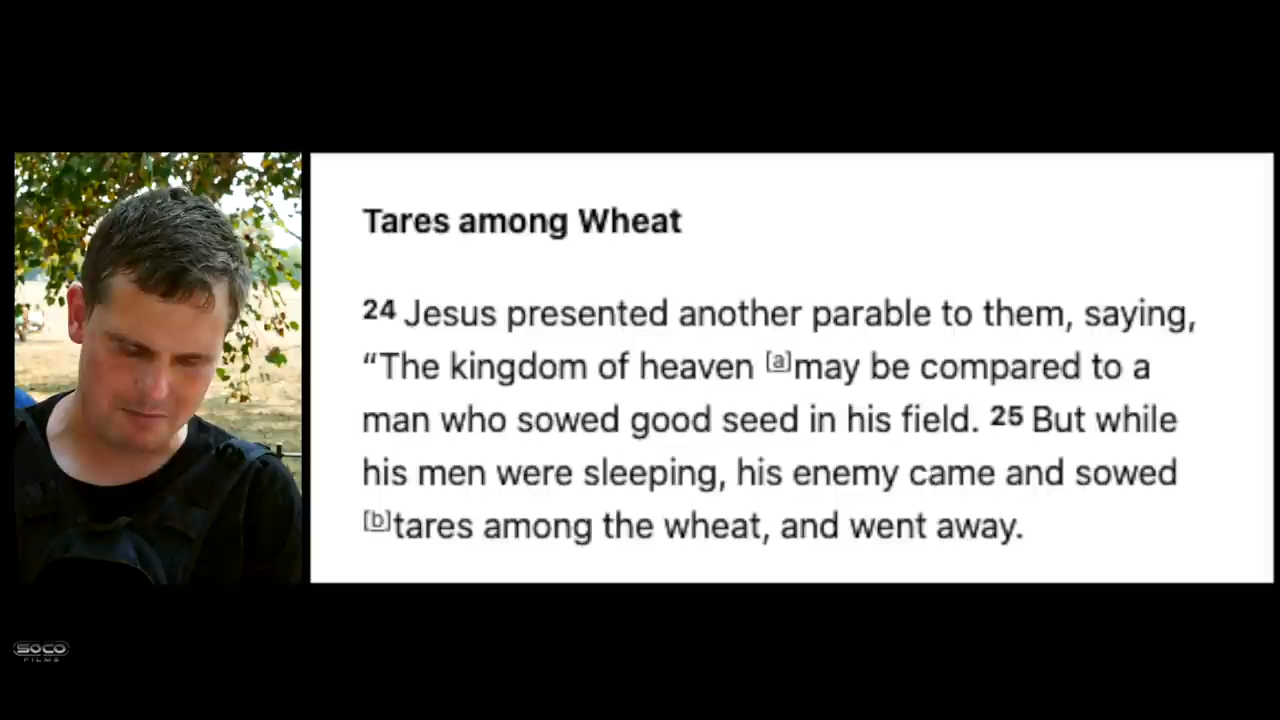 Tares among Wheat
24 Jesus presented another parable to them, saying,
“The kingdom of heaven [a]may be compared to a
man who sowed good seed in his field. 25 But while
his men were sleeping, his enemy came and sowed
[b]tares among the wheat, and went away.
SOCO
FILMS